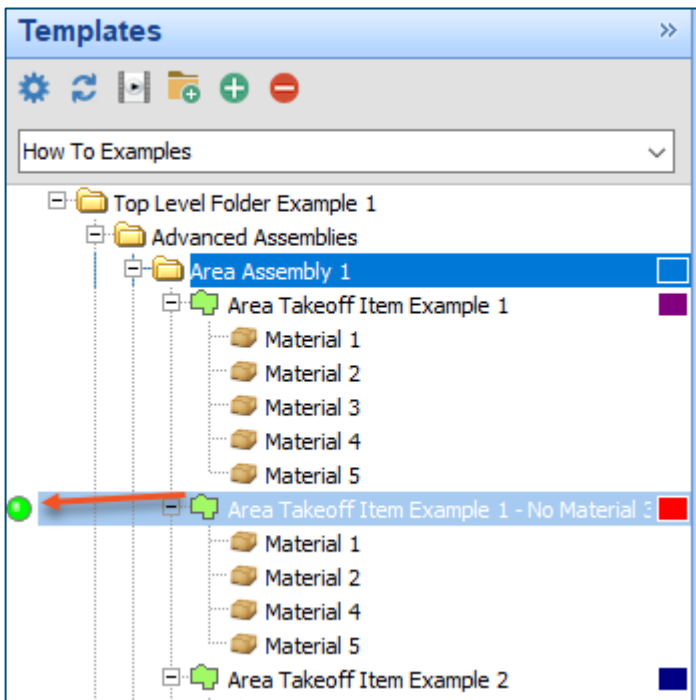 Templates
How To Examples
Top Level Folder Example 1
Advanced Assemblies
Area Assembly 1
Area Takeoff Item Example 1
Material 1
Material 2
Material 3
Material 4
Material 5
Area Takeoff Item Example 1 - No Material 3
Material 1
Material 2
Material 4
Material 5
Area Takeoff Item Example 2